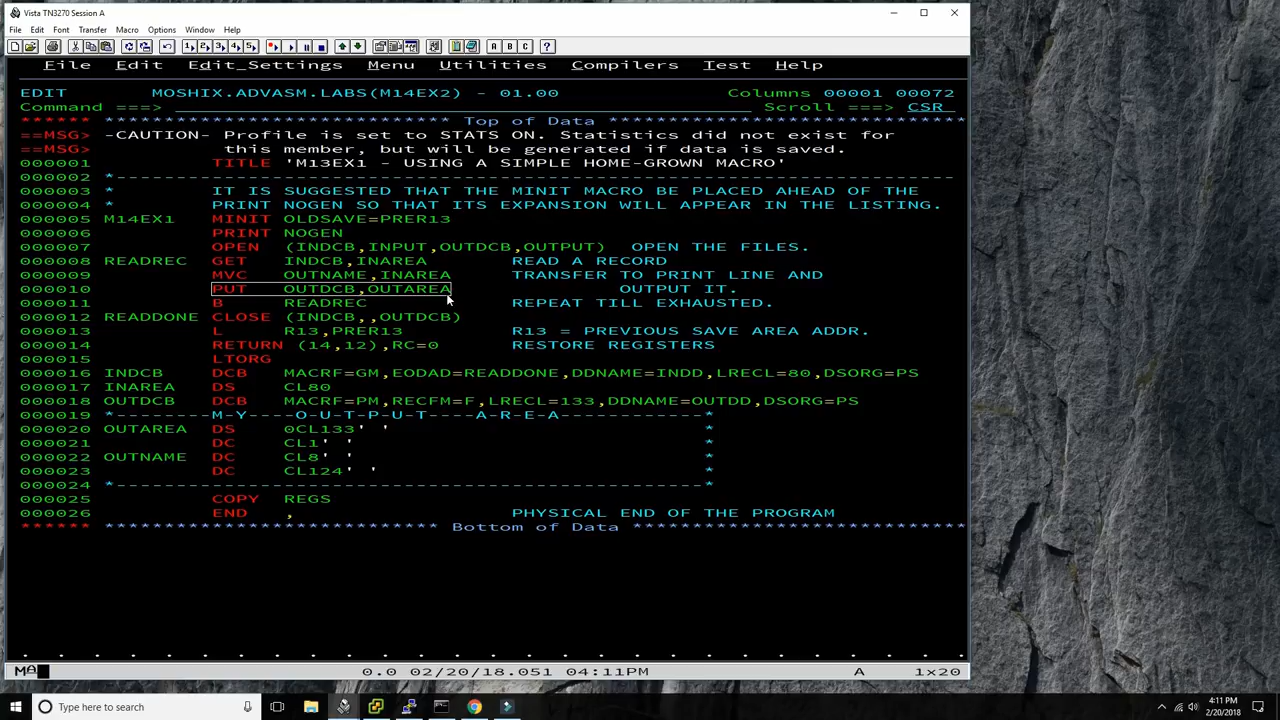 Vista TN3270 Session A
File Edit Font Transfer Macro Options Window Help
File Edit Edit_Settings Menu Utilities Compilers Test Help
EDIT MOSHIX.ADVASM.LABS(M14EX2) - 01.00 Columns 00001 00072
Command ===> Scroll ===> CSR
****** *************************** Top of Data ****************************
==MSG> -CAUTION- Profile is set to STATS ON. Statistics did not exist for
==MSG> this member, but will be generated if data is saved.
000001 TITLE 'M13EX1 - USING A SIMPLE HOME-GROWN MACRO'
000002 *----------------------------------------------------------------------
000003 * IT IS SUGGESTED THAT THE MINIT MACRO BE PLACED AHEAD OF THE
000004 * PRINT NOGEN SO THAT ITS EXPANSION WILL APPEAR IN THE LISTING.
000005 M14EX1 MINIT OLDSAVE=PRER13
000006 PRINT NOGEN
000007 OPEN (INDCB,INPUT,OUTDCB,OUTPUT) OPEN THE FILES.
000008 READREC GET INDCB,INAREA READ A RECORD
000009 MVC OUTNAME,INAREA TRANSFER TO PRINT LINE AND
000010 PUT OUTDCB,OUTAREA OUTPUT IT.
000011 B READREC REPEAT TILL EXHAUSTED.
000012 READDONE CLOSE (INDCB,,OUTDCB)
000013 L R13,PRER13 R13 = PREVIOUS SAVE AREA ADDR.
000014 RETURN (14,12),RC=0 RESTORE REGISTERS
000015 LTORG
000016 INDCB DCB MACRF=GM,EODAD=READDONE,DDNAME=INDD,LRECL=80,DSORG=PS
000017 INAREA DS CL80
000018 OUTDCB DCB MACRF=PM,RECFM=F,LRECL=133,DDNAME=OUTDD,DSORG=PS
000019 *--------M-Y----O-U-T-P-U-T----A-R-E-A------------*
000020 OUTAREA DS 0CL133' ' *
000021 DC CL1' ' *
000022 OUTNAME DC CL8' ' *
000023 DC CL124' ' *
000024 *-------------------------------------------------*
000025 COPY REGS
000026 END , PHYSICAL END OF THE PROGRAM
****** *************************** Bottom of Data ****************************
MA 0.0 02/20/18.051 04:11PM A 1x20
Type here to search
4:11 PM
2/20/2018